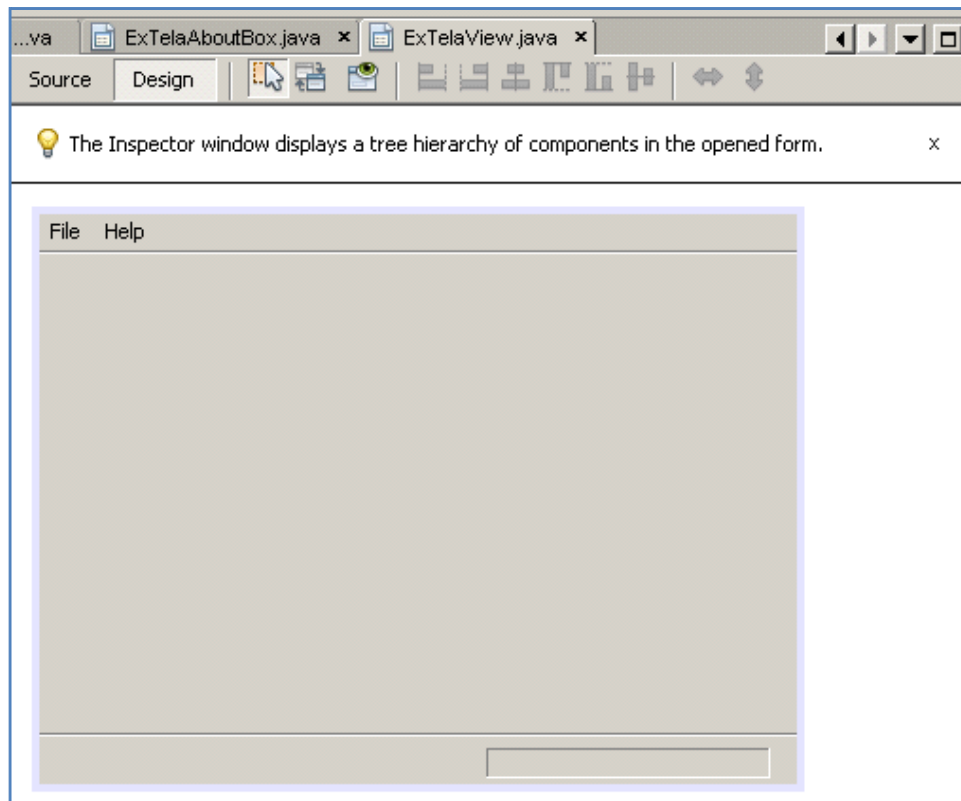 ...va ExTelaAboutBox.java × ExTelaView.java ×
Source Design
The Inspector window displays a tree hierarchy of components in the opened form. x
File Help